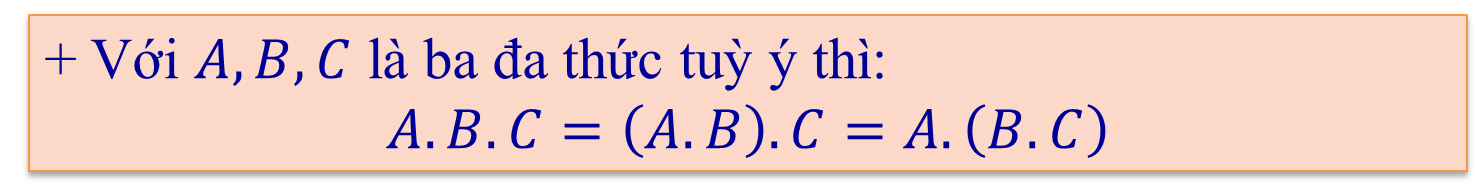 + Với A, B, C là ba đa thức tuỳ ý thì:
A. B. C = (A. B). C = A. (B. C)